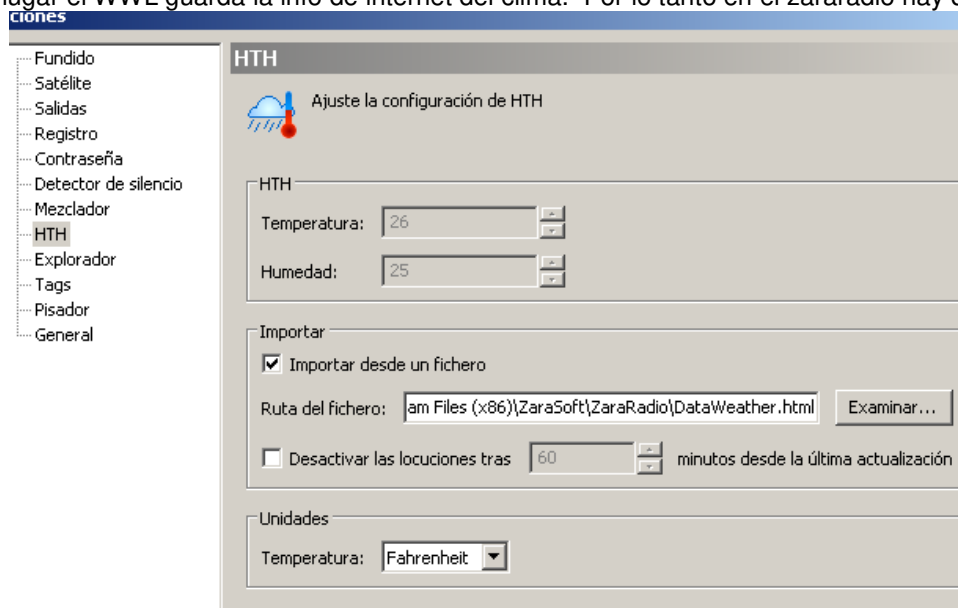 lugar el WWL guarda la info de internet del clima. Por lo tanto en el zararadio hay
ciones
Fundido
Satélite
Salidas
Registro
Contraseña
Detector de silencio
Mezclador
HTH
Explorador
Tags
Pisador
General
HTH
Ajuste la configuración de HTH
HTH
Temperatura: 26
Humedad: 25
Importar
Importar desde un fichero
Ruta del fichero: am Files (x86)\ZaraSoft\ZaraRadio\DataWeather.html Examinar...
Desactivar las locuciones tras 60 minutos desde la última actualización
Unidades
Temperatura: Fahrenheit